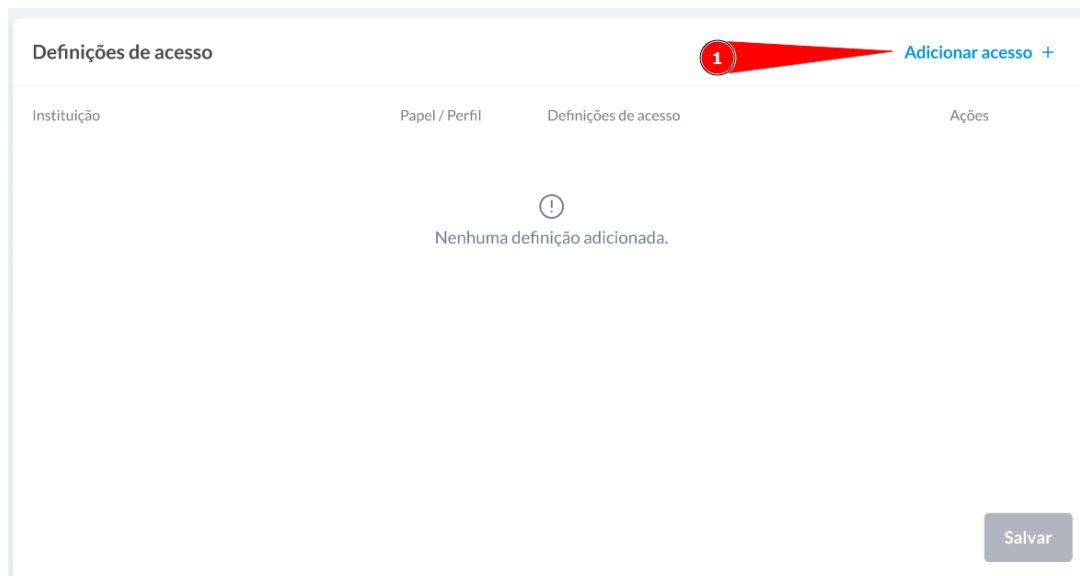 Definições de acesso
1
Adicionar acesso +
Instituição Papel / Perfil Definições de acesso Ações
Nenhuma definição adicionada.
Salvar